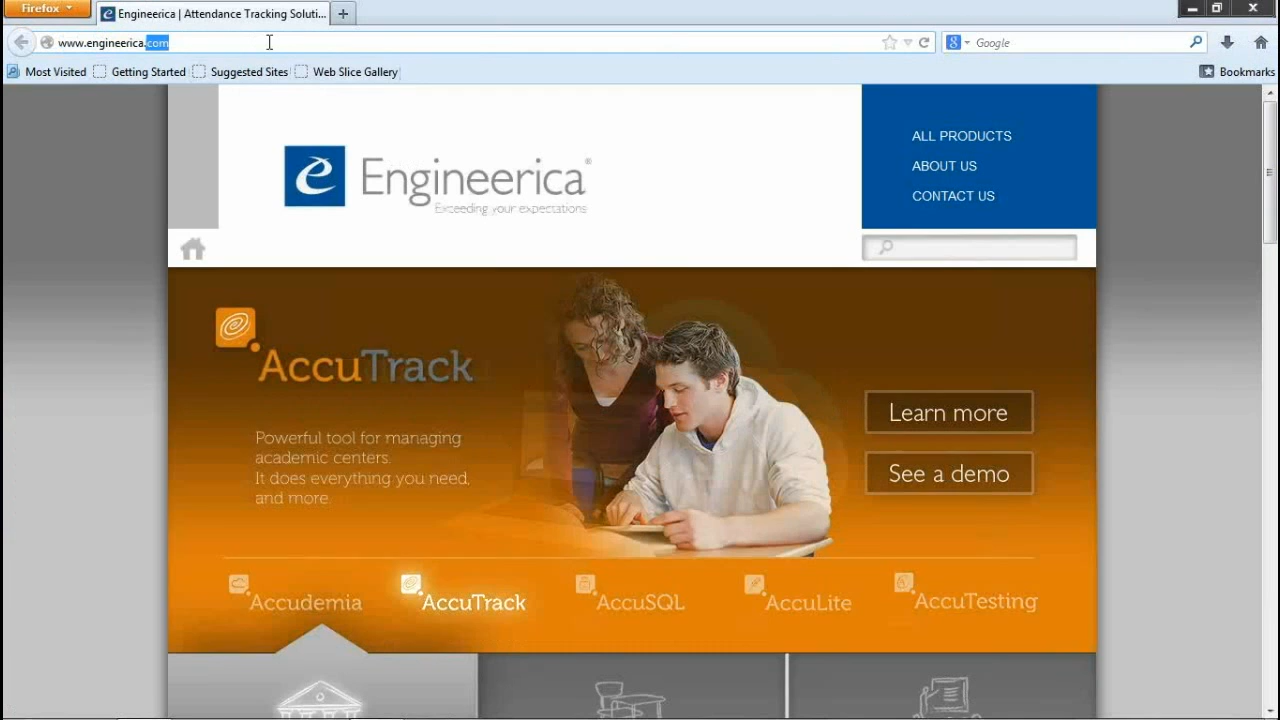 Firefox
Engineerica | Attendance Tracking Soluti...
www.engineerica.com
Google
Most Visited
Getting Started
Suggested Sites
Web Slice Gallery
Bookmarks
ALL PRODUCTS
ABOUT US
CONTACT US
Engineerica®
Exceeding your expectations
AccuTrack
Powerful tool for managing
academic centers.
It does everything you need,
and more.
Learn more
See a demo
Accudemia
AccuTrack
AccuSQL
AccuLite
AccuTesting